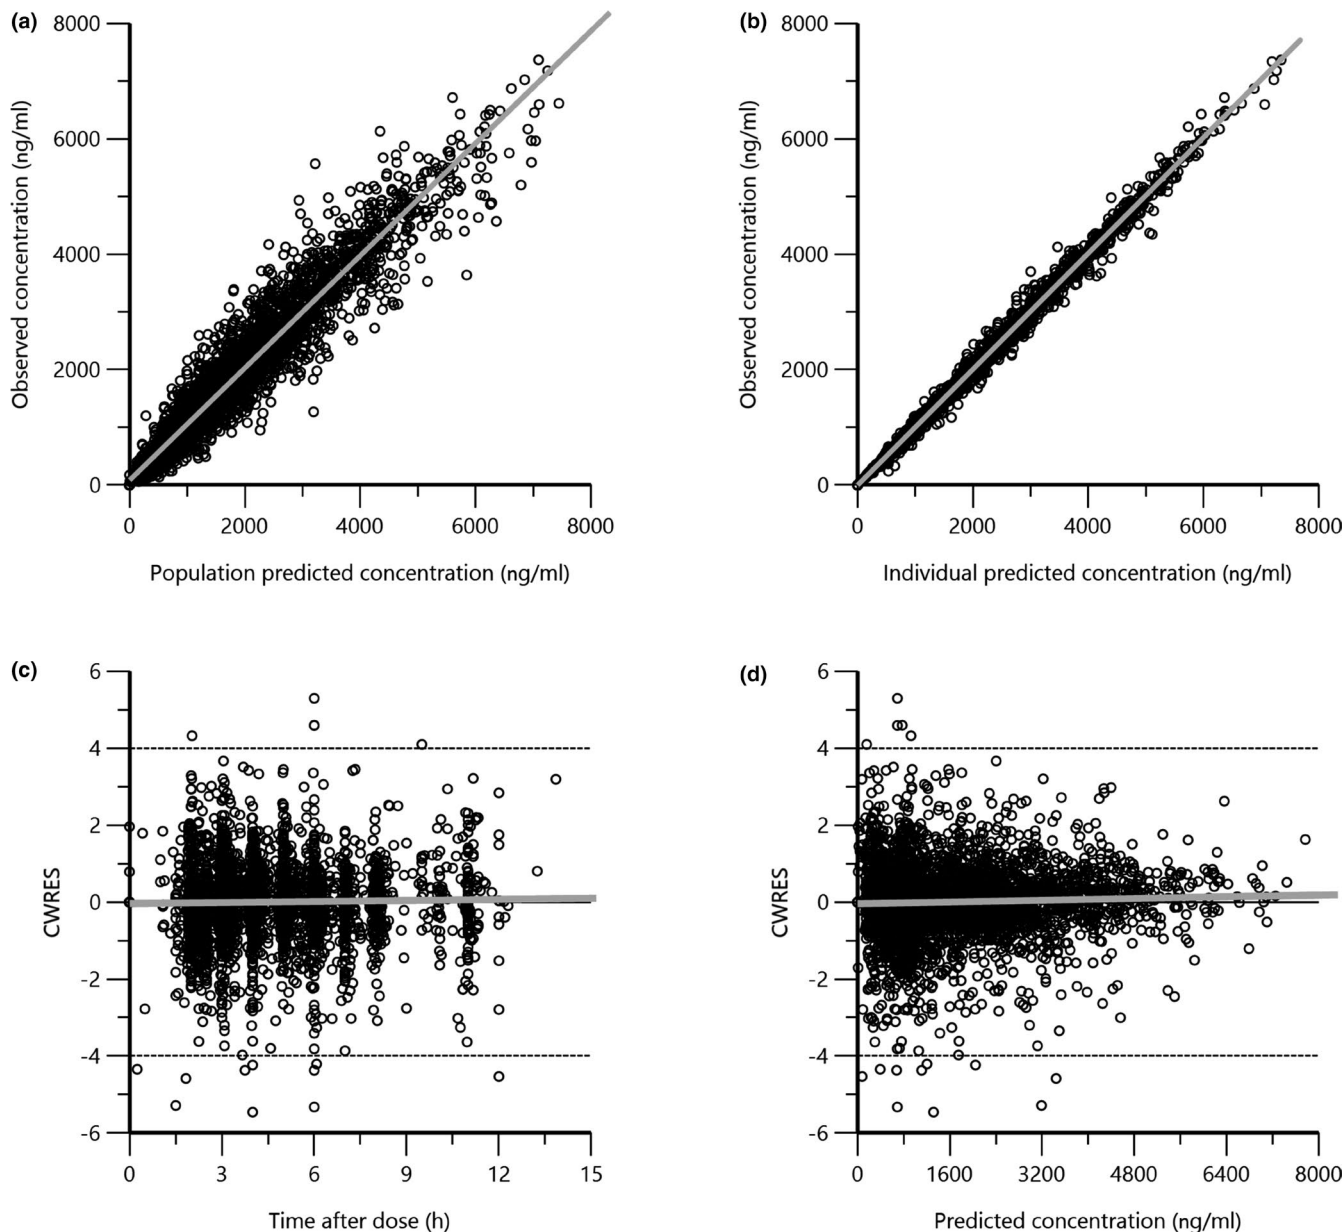 (a)
8000
6000
4000
2000
0
Observed concentration (ng/ml)
0 2000 4000 6000 8000
Population predicted concentration (ng/ml)
(b)
8000
6000
4000
2000
0
Observed concentration (ng/ml)
0 2000 4000 6000 8000
Individual predicted concentration (ng/ml)
(c)
6
4
2
0
-2
-4
-6
CWRES
0 3 6 9 12 15
Time after dose (h)
(d)
6
4
2
0
-2
-4
-6
CWRES
0 1600 3200 4800 6400 8000
Predicted concentration (ng/ml)